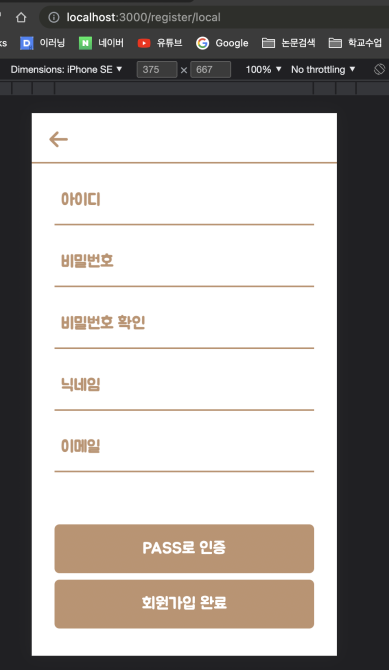 localhost:3000/register/local
ks 이러닝 네이버 유튜브 Google 논문검색 학교수업
Dimensions: iPhone SE ▼ 375 × 667 100% ▼ No throttling ▼
아이디
비밀번호
비밀번호 확인
닉네임
이메일
PASS로 인증
회원가입 완료